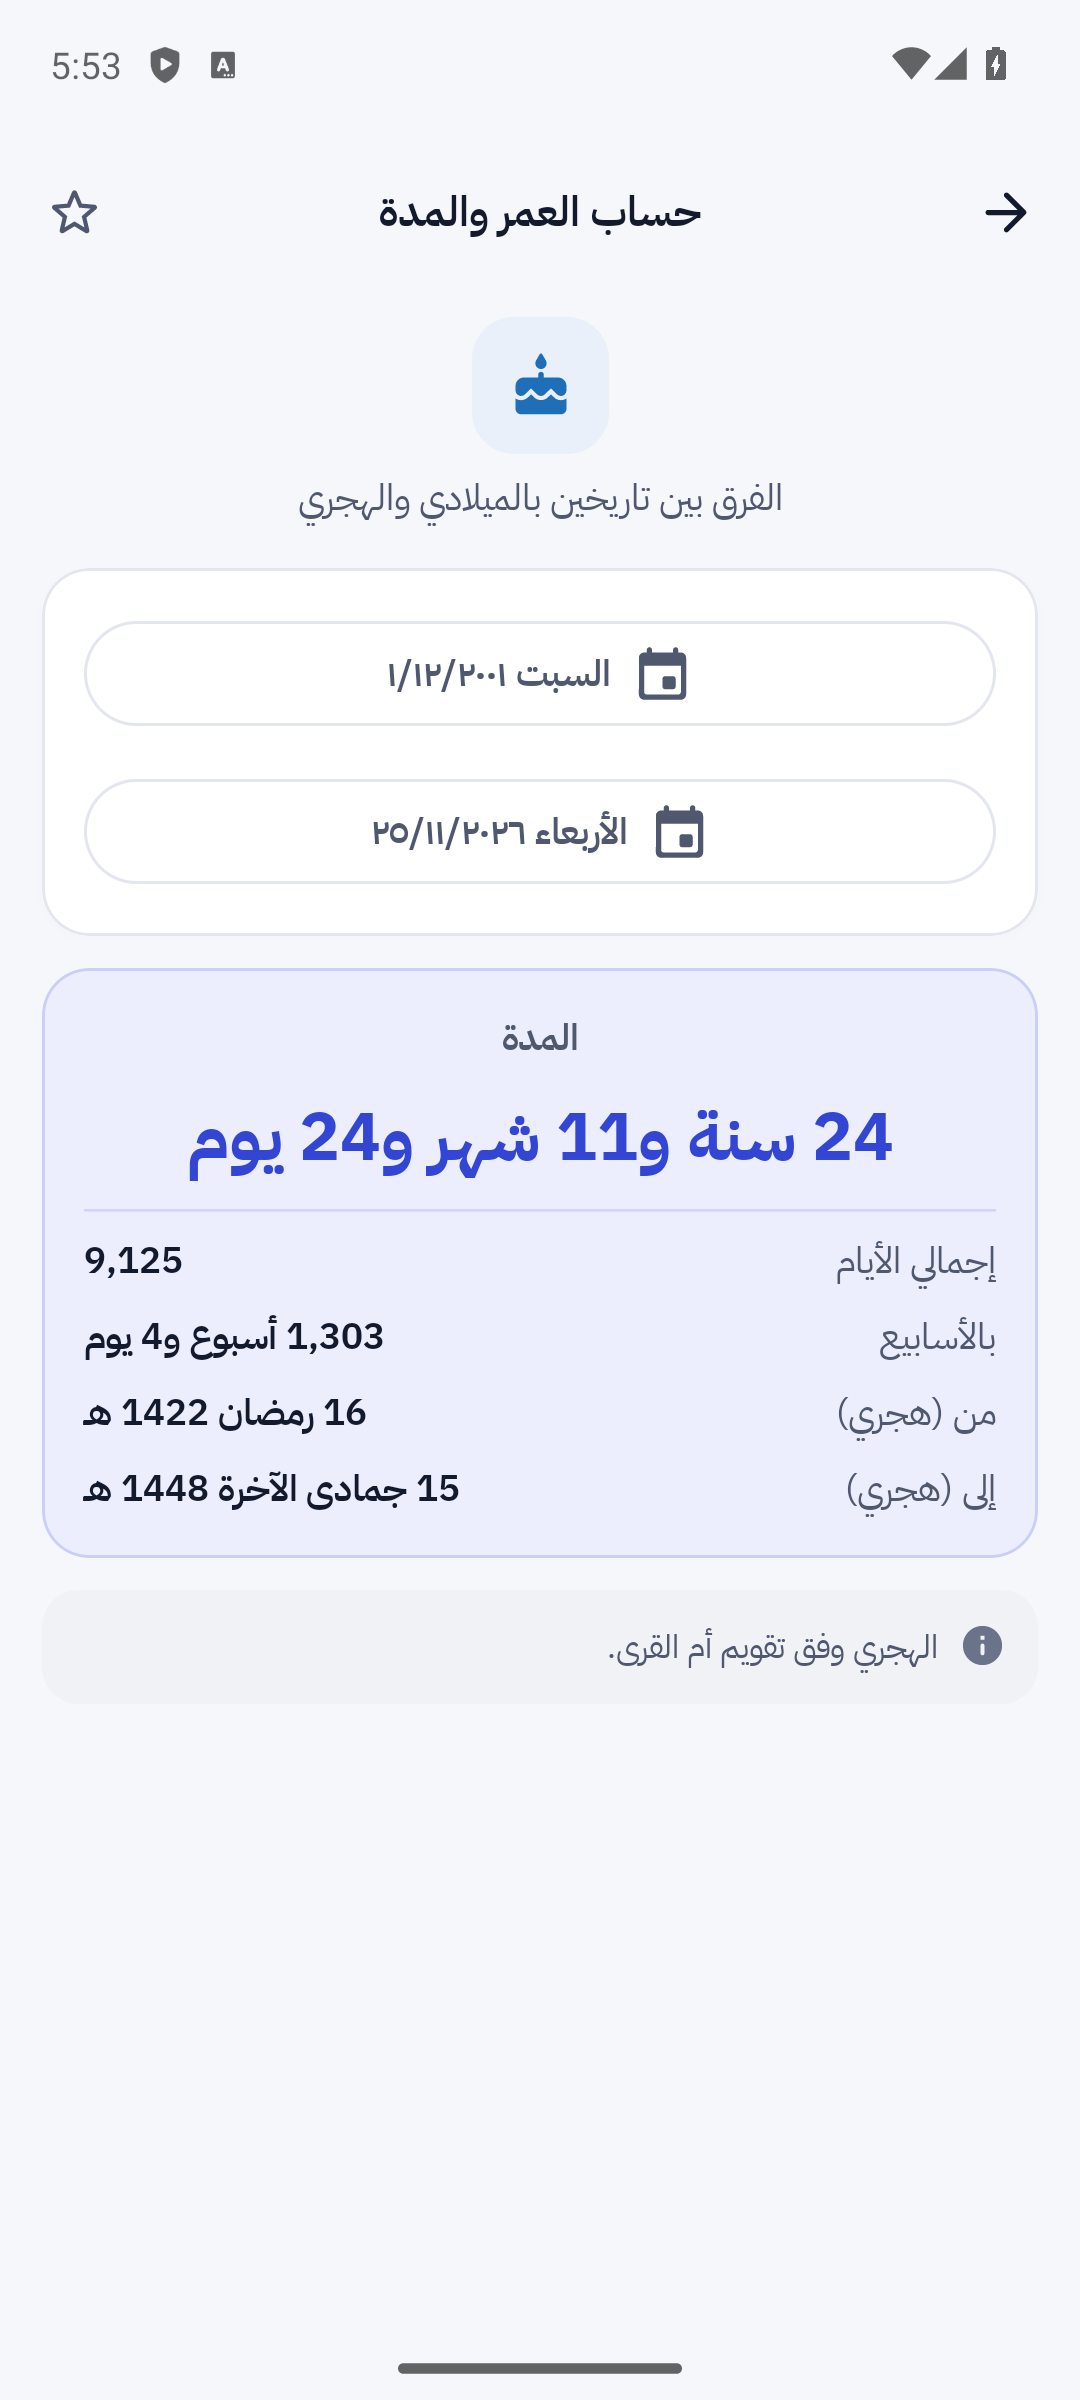 5:53
حساب العمر والمدة
الفرق بين تاريخين بالميلادي والهجري
السبت ١/١٢/٢٠٠١
الأربعاء ٢٥/١١/٢٠٢٦
المدة
24 سنة و11 شهر و24 يوم
إجمالي الأيام 9,125
بالأسابيع 1,303 أسبوع و4 يوم
من (هجري) 16 رمضان 1422 هـ
إلى (هجري) 15 جمادى الآخرة 1448 هـ
الهجري وفق تقويم أم القرى.